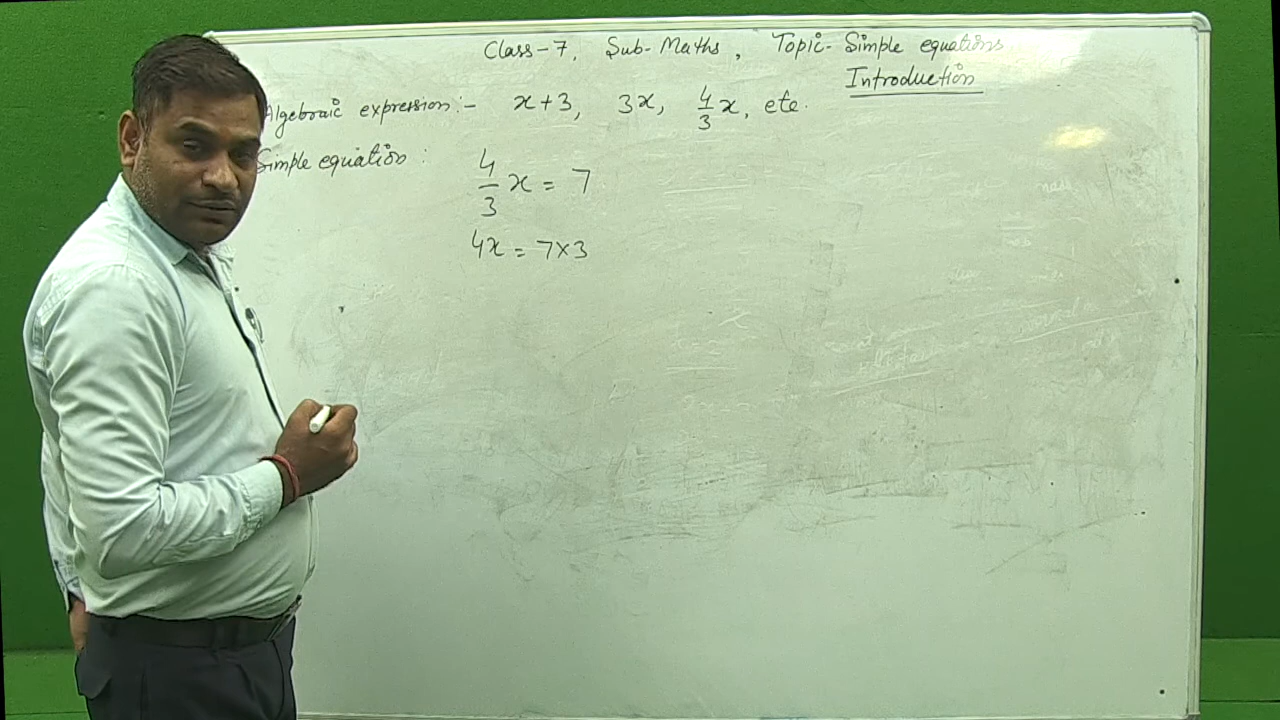 Class-7, Sub-Maths, Topic- Simple equations
Introduction
Algebraic expression:- x+3, 3x, 4/3 x, etc.
Simple equation:
4/3 x = 7
4x = 7×3